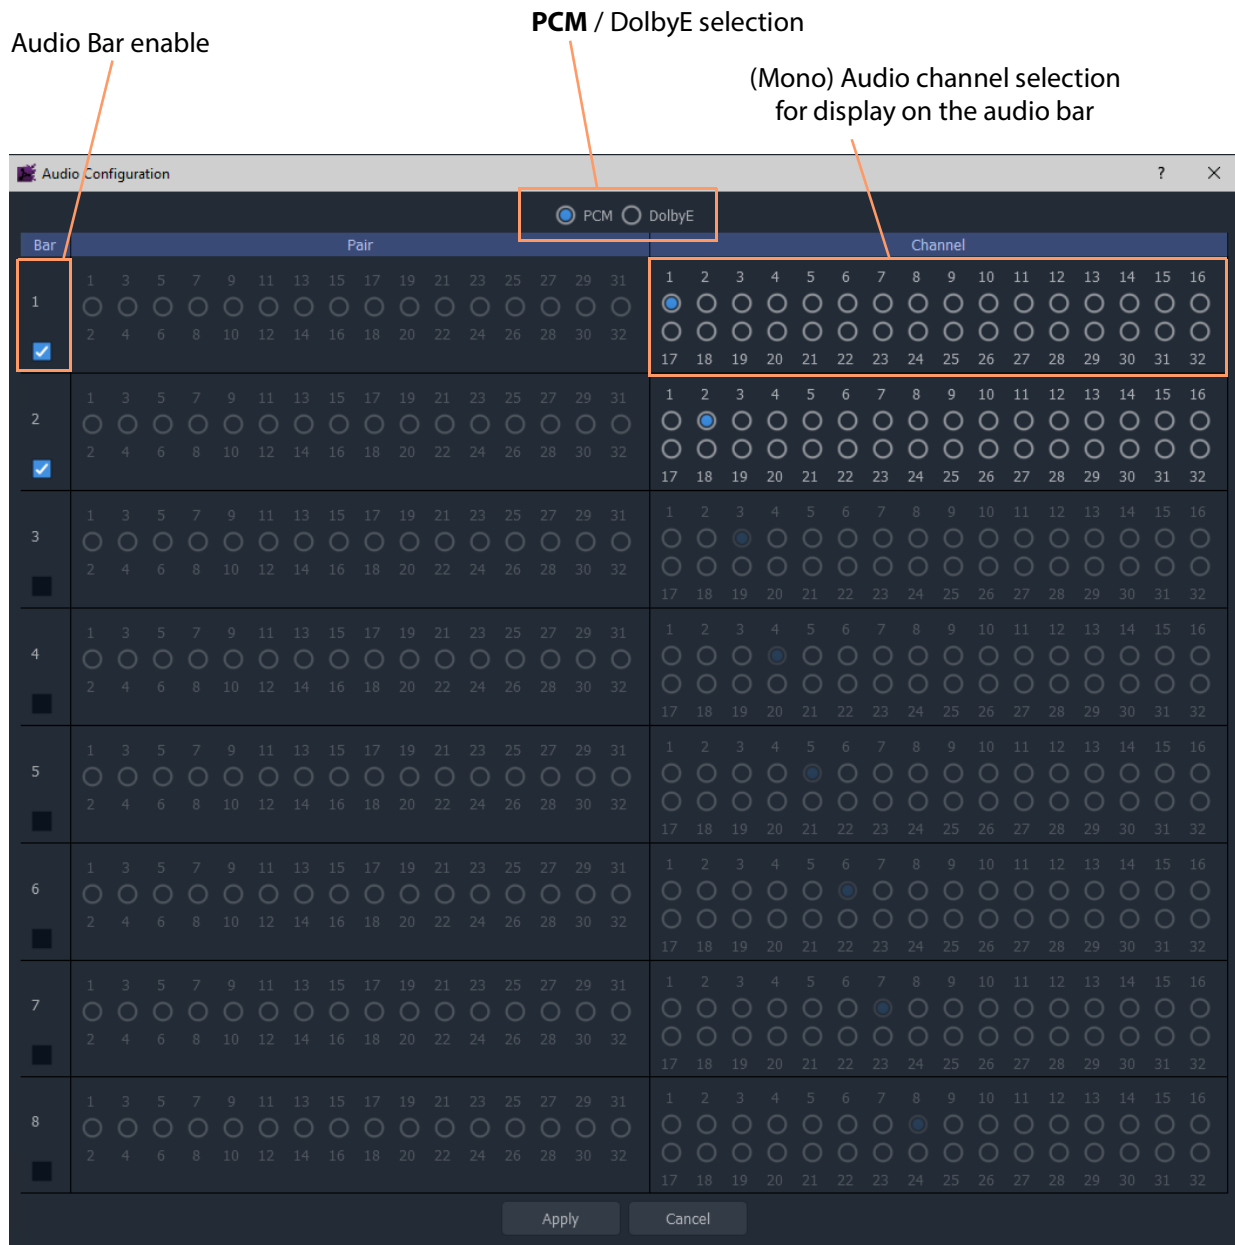 PCM / DolbyE selection
Audio Bar enable
(Mono) Audio channel selection
for display on the audio bar
Audio Configuration ? ×
PCM DolbyE
Bar Pair Channel
1 3 5 7 9 11 13 15 17 19 21 23 25 27 29 31 1 2 3 4 5 6 7 8 9 10 11 12 13 14 15 16
1
2 4 6 8 10 12 14 16 18 20 22 24 26 28 30 32
17 18 19 20 21 22 23 24 25 26 27 28 29 30 31 32
1 3 5 7 9 11 13 15 17 19 21 23 25 27 29 31 1 2 3 4 5 6 7 8 9 10 11 12 13 14 15 16
2
2 4 6 8 10 12 14 16 18 20 22 24 26 28 30 32
17 18 19 20 21 22 23 24 25 26 27 28 29 30 31 32
1 3 5 7 9 11 13 15 17 19 21 23 25 27 29 31 1 2 3 4 5 6 7 8 9 10 11 12 13 14 15 16
3
2 4 6 8 10 12 14 16 18 20 22 24 26 28 30 32
17 18 19 20 21 22 23 24 25 26 27 28 29 30 31 32
1 3 5 7 9 11 13 15 17 19 21 23 25 27 29 31 1 2 3 4 5 6 7 8 9 10 11 12 13 14 15 16
4
2 4 6 8 10 12 14 16 18 20 22 24 26 28 30 32
17 18 19 20 21 22 23 24 25 26 27 28 29 30 31 32
1 3 5 7 9 11 13 15 17 19 21 23 25 27 29 31 1 2 3 4 5 6 7 8 9 10 11 12 13 14 15 16
5
2 4 6 8 10 12 14 16 18 20 22 24 26 28 30 32
17 18 19 20 21 22 23 24 25 26 27 28 29 30 31 32
1 3 5 7 9 11 13 15 17 19 21 23 25 27 29 31 1 2 3 4 5 6 7 8 9 10 11 12 13 14 15 16
6
2 4 6 8 10 12 14 16 18 20 22 24 26 28 30 32
17 18 19 20 21 22 23 24 25 26 27 28 29 30 31 32
1 3 5 7 9 11 13 15 17 19 21 23 25 27 29 31 1 2 3 4 5 6 7 8 9 10 11 12 13 14 15 16
7
2 4 6 8 10 12 14 16 18 20 22 24 26 28 30 32
17 18 19 20 21 22 23 24 25 26 27 28 29 30 31 32
1 3 5 7 9 11 13 15 17 19 21 23 25 27 29 31 1 2 3 4 5 6 7 8 9 10 11 12 13 14 15 16
8
2 4 6 8 10 12 14 16 18 20 22 24 26 28 30 32
17 18 19 20 21 22 23 24 25 26 27 28 29 30 31 32
Apply Cancel